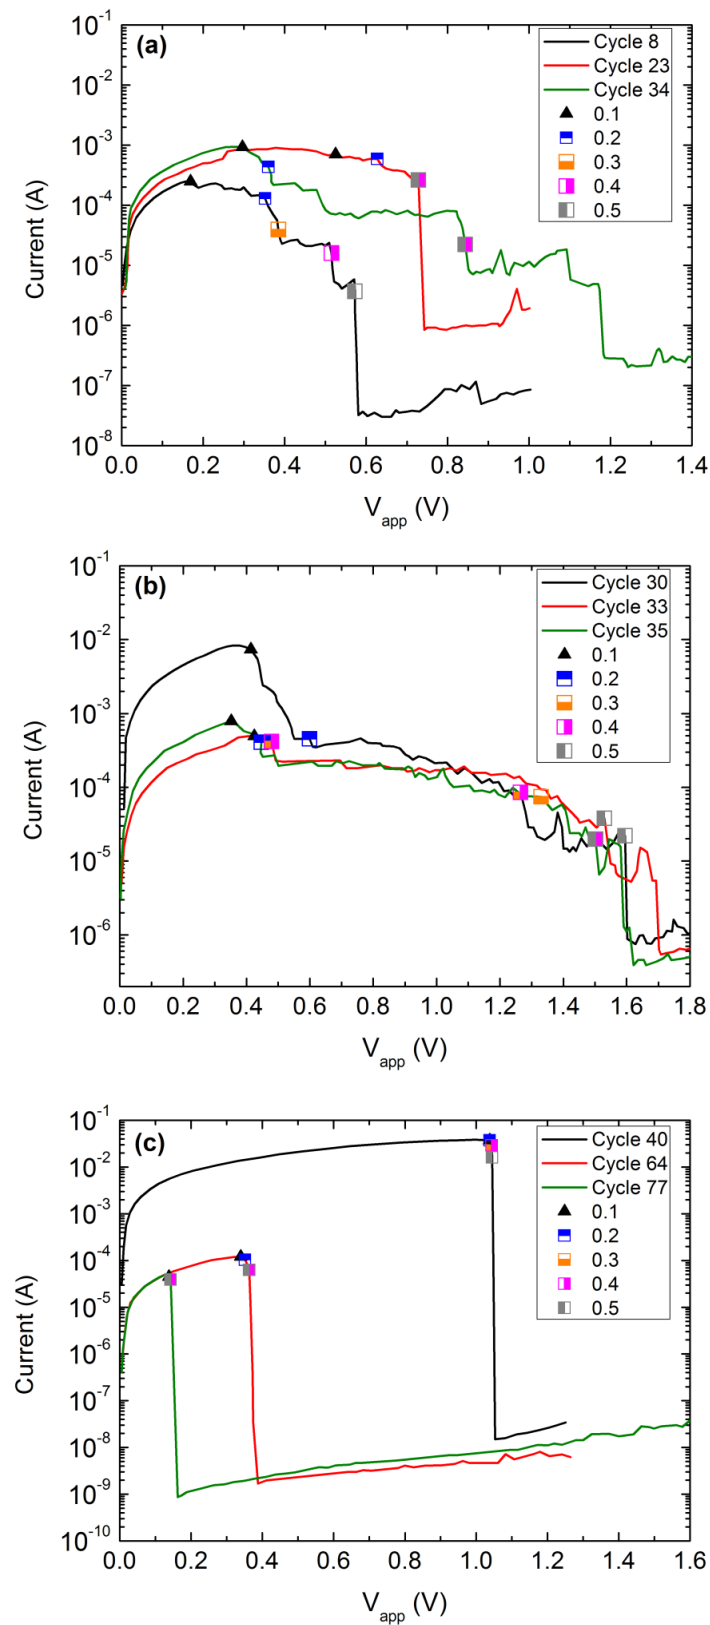 (a)
Cycle 8
Cycle 23
Cycle 34
0.1
0.2
0.3
0.4
0.5
10^-1
10^-2
10^-3
10^-4
10^-5
10^-6
10^-7
10^-8
Current (A)
0.0 0.2 0.4 0.6 0.8 1.0 1.2 1.4
V_app (V)
(b)
Cycle 30
Cycle 33
Cycle 35
0.1
0.2
0.3
0.4
0.5
10^-1
10^-2
10^-3
10^-4
10^-5
10^-6
Current (A)
0.0 0.2 0.4 0.6 0.8 1.0 1.2 1.4 1.6 1.8
V_app (V)
(c)
Cycle 40
Cycle 64
Cycle 77
0.1
0.2
0.3
0.4
0.5
10^-1
10^-2
10^-3
10^-4
10^-5
10^-6
10^-7
10^-8
10^-9
10^-10
Current (A)
0.0 0.2 0.4 0.6 0.8 1.0 1.2 1.4 1.6
V_app (V)